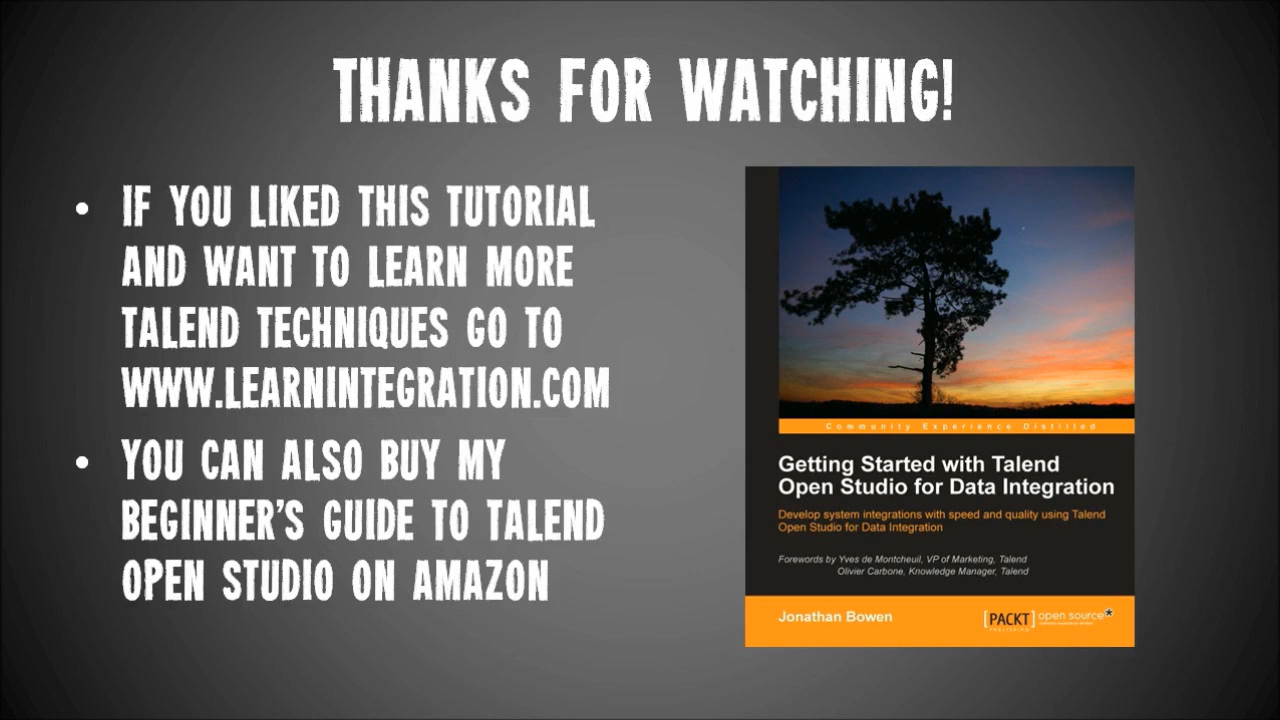 THANKS FOR WATCHING!
• IF YOU LIKED THIS TUTORIAL
AND WANT TO LEARN MORE
TALEND TECHNIQUES GO TO
WWW.LEARNINTEGRATION.COM
• YOU CAN ALSO BUY MY
BEGINNER'S GUIDE TO TALEND
OPEN STUDIO ON AMAZON
Community Experience Distilled
Getting Started with Talend
Open Studio for Data Integration
Develop system integrations with speed and quality using Talend
Open Studio for Data Integration
Forewords by Yves de Montcheuil, VP of Marketing, Talend
Olivier Carbone, Knowledge Manager, Talend
Jonathan Bowen
[PACKT] open source*
PUBLISHING